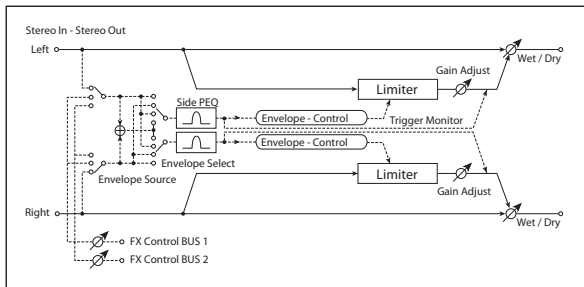 Stereo In - Stereo Out
Left
Wet / Dry
Gain Adjust
Limiter
Side PEQ
Envelope - Control
Trigger Monitor
Envelope - Control
Envelope Select
Envelope Source
Limiter
Gain Adjust
Right
Wet / Dry
FX Control BUS 1
FX Control BUS 2